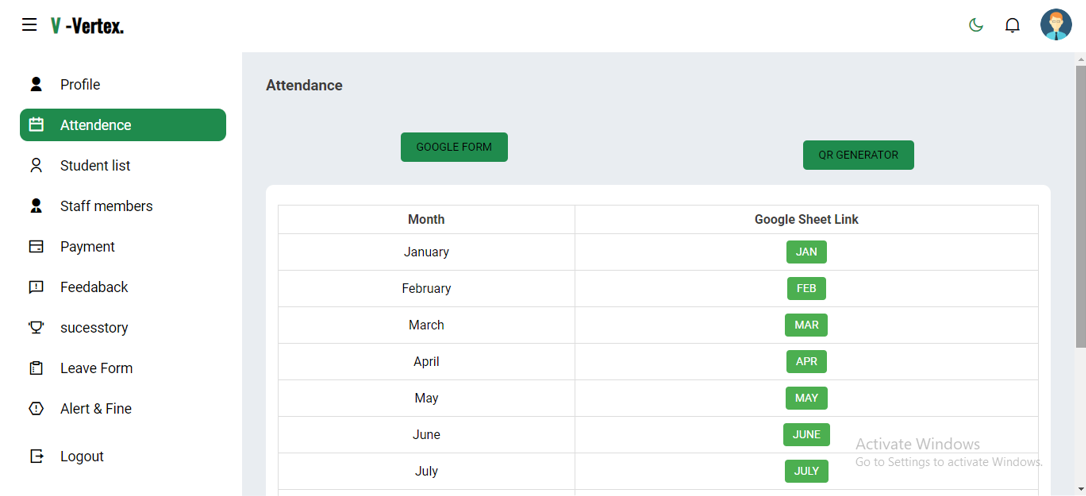 V -Vertex.
Profile
Attendence
Student list
Staff members
Payment
Feedaback
sucesstory
Leave Form
Alert & Fine
Logout
Attendance
GOOGLE FORM
QR GENERATOR
Month Google Sheet Link
January JAN
February FEB
March MAR
April APR
May MAY
June JUNE
July JULY
Activate Windows
Go to Settings to activate Windows.